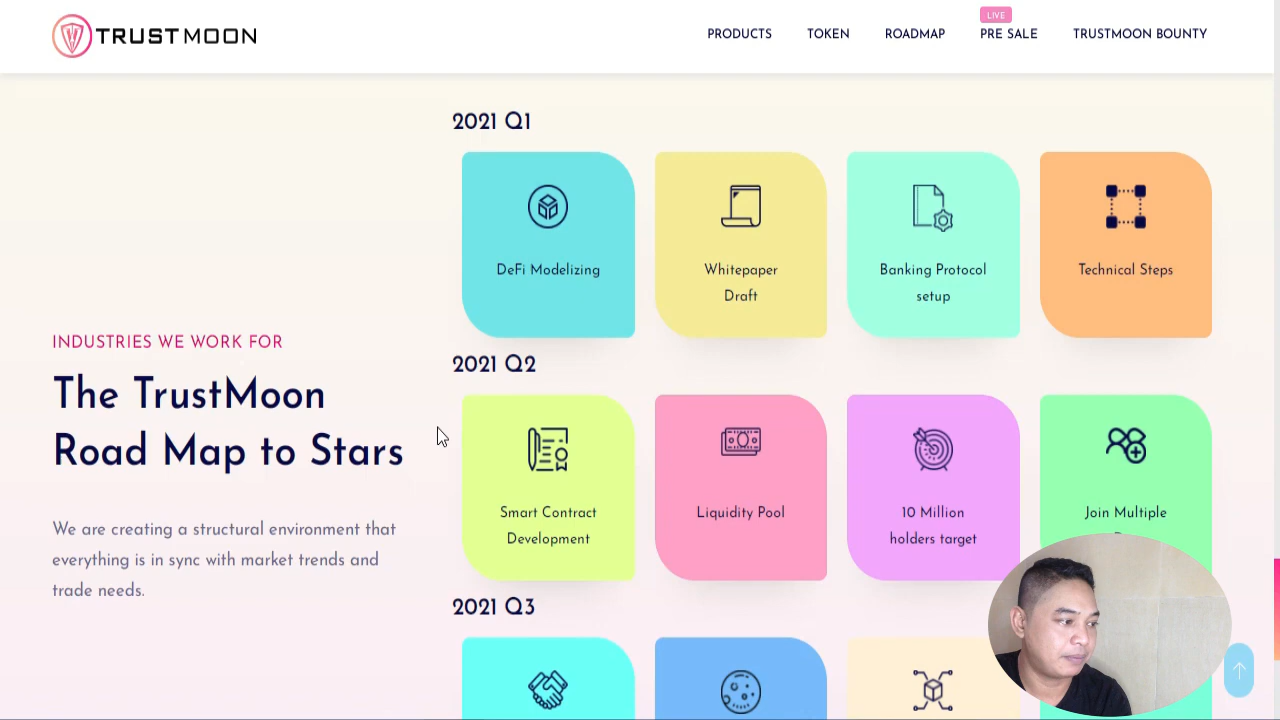 TRUSTMOON
LIVE
PRODUCTS TOKEN ROADMAP PRE SALE TRUSTMOON BOUNTY
INDUSTRIES WE WORK FOR
The TrustMoon
Road Map to Stars
We are creating a structural environment that
everything is in sync with market trends and
trade needs.
2021 Q1
DeFi Modelizing
Whitepaper
Draft
Banking Protocol
setup
Technical Steps
2021 Q2
Smart Contract
Development
Liquidity Pool
10 Million
holders target
Join Multiple
2021 Q3